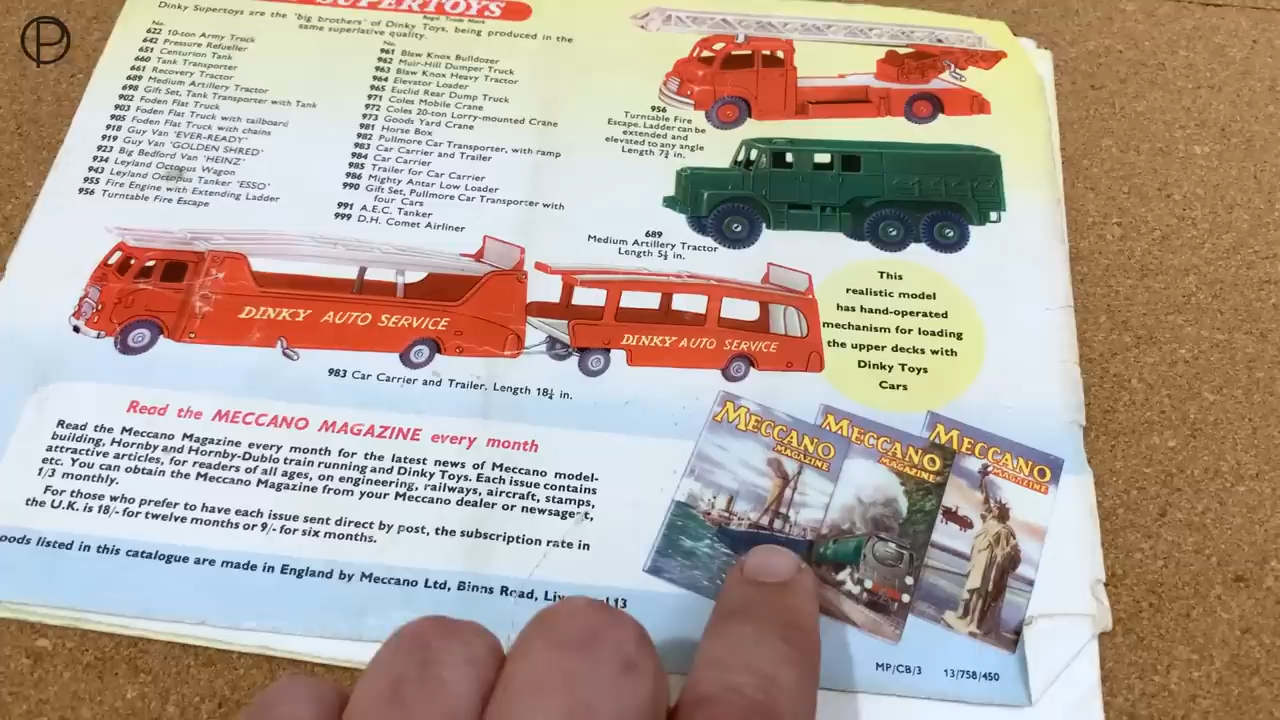 SUPERTOYS
Regd. Trade Mark
Dinky Supertoys are the 'big brothers' of Dinky Toys, being produced in the
same superlative quality.
No.
622 10-ton Army Truck
642 Pressure Refueller
651 Centurion Tank
660 Tank Transporter
661 Recovery Tractor
689 Medium Artillery Tractor
698 Gift Set, Tank Transporter with Tank
902 Foden Flat Truck
903 Foden Flat Truck with tailboard
905 Foden Flat Truck with chains
918 Guy Van 'EVER-READY'
919 Guy Van 'GOLDEN SHRED'
923 Big Bedford Van 'HEINZ'
934 Leyland Octopus Wagon
943 Leyland Octopus Tanker 'ESSO'
955 Fire Engine with Extending Ladder
956 Turntable Fire Escape
No.
961 Blaw Knox Bulldozer
962 Muir-Hill Dumper Truck
963 Blaw Knox Heavy Tractor
964 Elevator Loader
965 Euclid Rear Dump Truck
971 Coles Mobile Crane
972 Coles 20-ton Lorry-mounted Crane
973 Goods Yard Crane
981 Horse Box
982 Pullmore Car Transporter, with ramp
983 Car Carrier and Trailer
984 Car Carrier
985 Trailer for Car Carrier
986 Mighty Antar Low Loader
990 Gift Set, Pullmore Car Transporter with
four Cars
991 A.E.C. Tanker
999 D.H. Comet Airliner
956
Turntable Fire
Escape. Ladder can be
extended and
elevated to any angle
Length 7¾ in.
689
Medium Artillery Tractor
Length 5½ in.
DINKY AUTO SERVICE
DINKY AUTO SERVICE
This
realistic model
has hand-operated
mechanism for loading
the upper decks with
Dinky Toys
Cars
983 Car Carrier and Trailer. Length 18¼ in.
Read the MECCANO MAGAZINE every month
Read the Meccano Magazine every month for the latest news of Meccano model-
building, Hornby and Hornby-Dublo train running and Dinky Toys. Each issue contains
attractive articles, for readers of all ages, on engineering, railways, aircraft, stamps,
etc. You can obtain the Meccano Magazine from your Meccano dealer or newsagent,
1/3 monthly.
For those who prefer to have each issue sent direct by post, the subscription rate in
the U.K. is 18/- for twelve months or 9/- for six months.
oods listed in this catalogue are made in England by Meccano Ltd, Binns Road, Liverpool 13
MECCANO
MAGAZINE
MECCANO
MAGAZINE
MECCANO
MAGAZINE
MP/CB/3 13/758/450